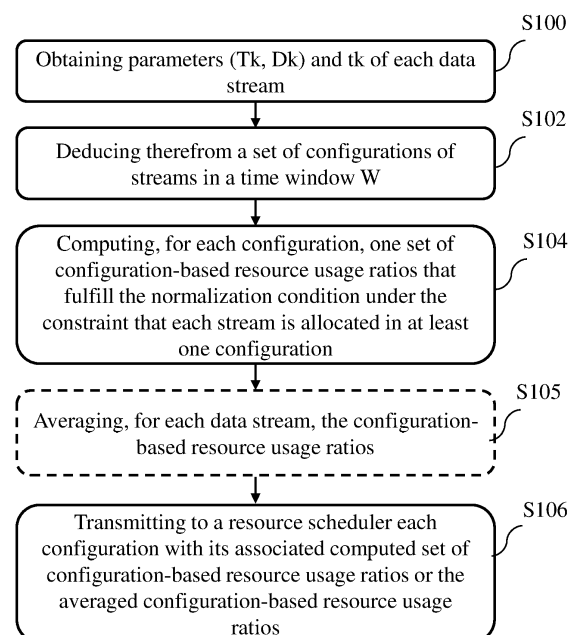 S100
Obtaining parameters (Tk, Dk) and tk of each data
stream
S102
Deducing therefrom a set of configurations of
streams in a time window W
S104
Computing, for each configuration, one set of
configuration-based resource usage ratios that
fulfill the normalization condition under the
constraint that each stream is allocated in at least
one configuration
S105
Averaging, for each data stream, the configuration-
based resource usage ratios
S106
Transmitting to a resource scheduler each
configuration with its associated computed set of
configuration-based resource usage ratios or the
averaged configuration-based resource usage
ratios